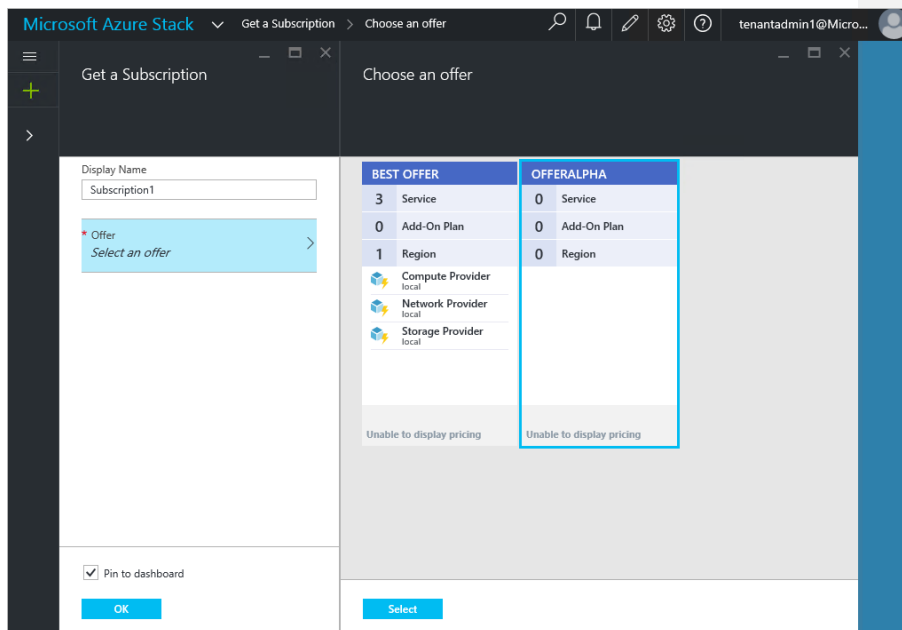 Microsoft Azure Stack Get a Subscription > Choose an offer tenantadmin1@Micro...
Get a Subscription
Display Name
Subscription1
* Offer
Select an offer
Pin to dashboard
OK
Choose an offer
BEST OFFER
3 Service
0 Add-On Plan
1 Region
Compute Provider
local
Network Provider
local
Storage Provider
local
Unable to display pricing
OFFERALPHA
0 Service
0 Add-On Plan
0 Region
Unable to display pricing
Select